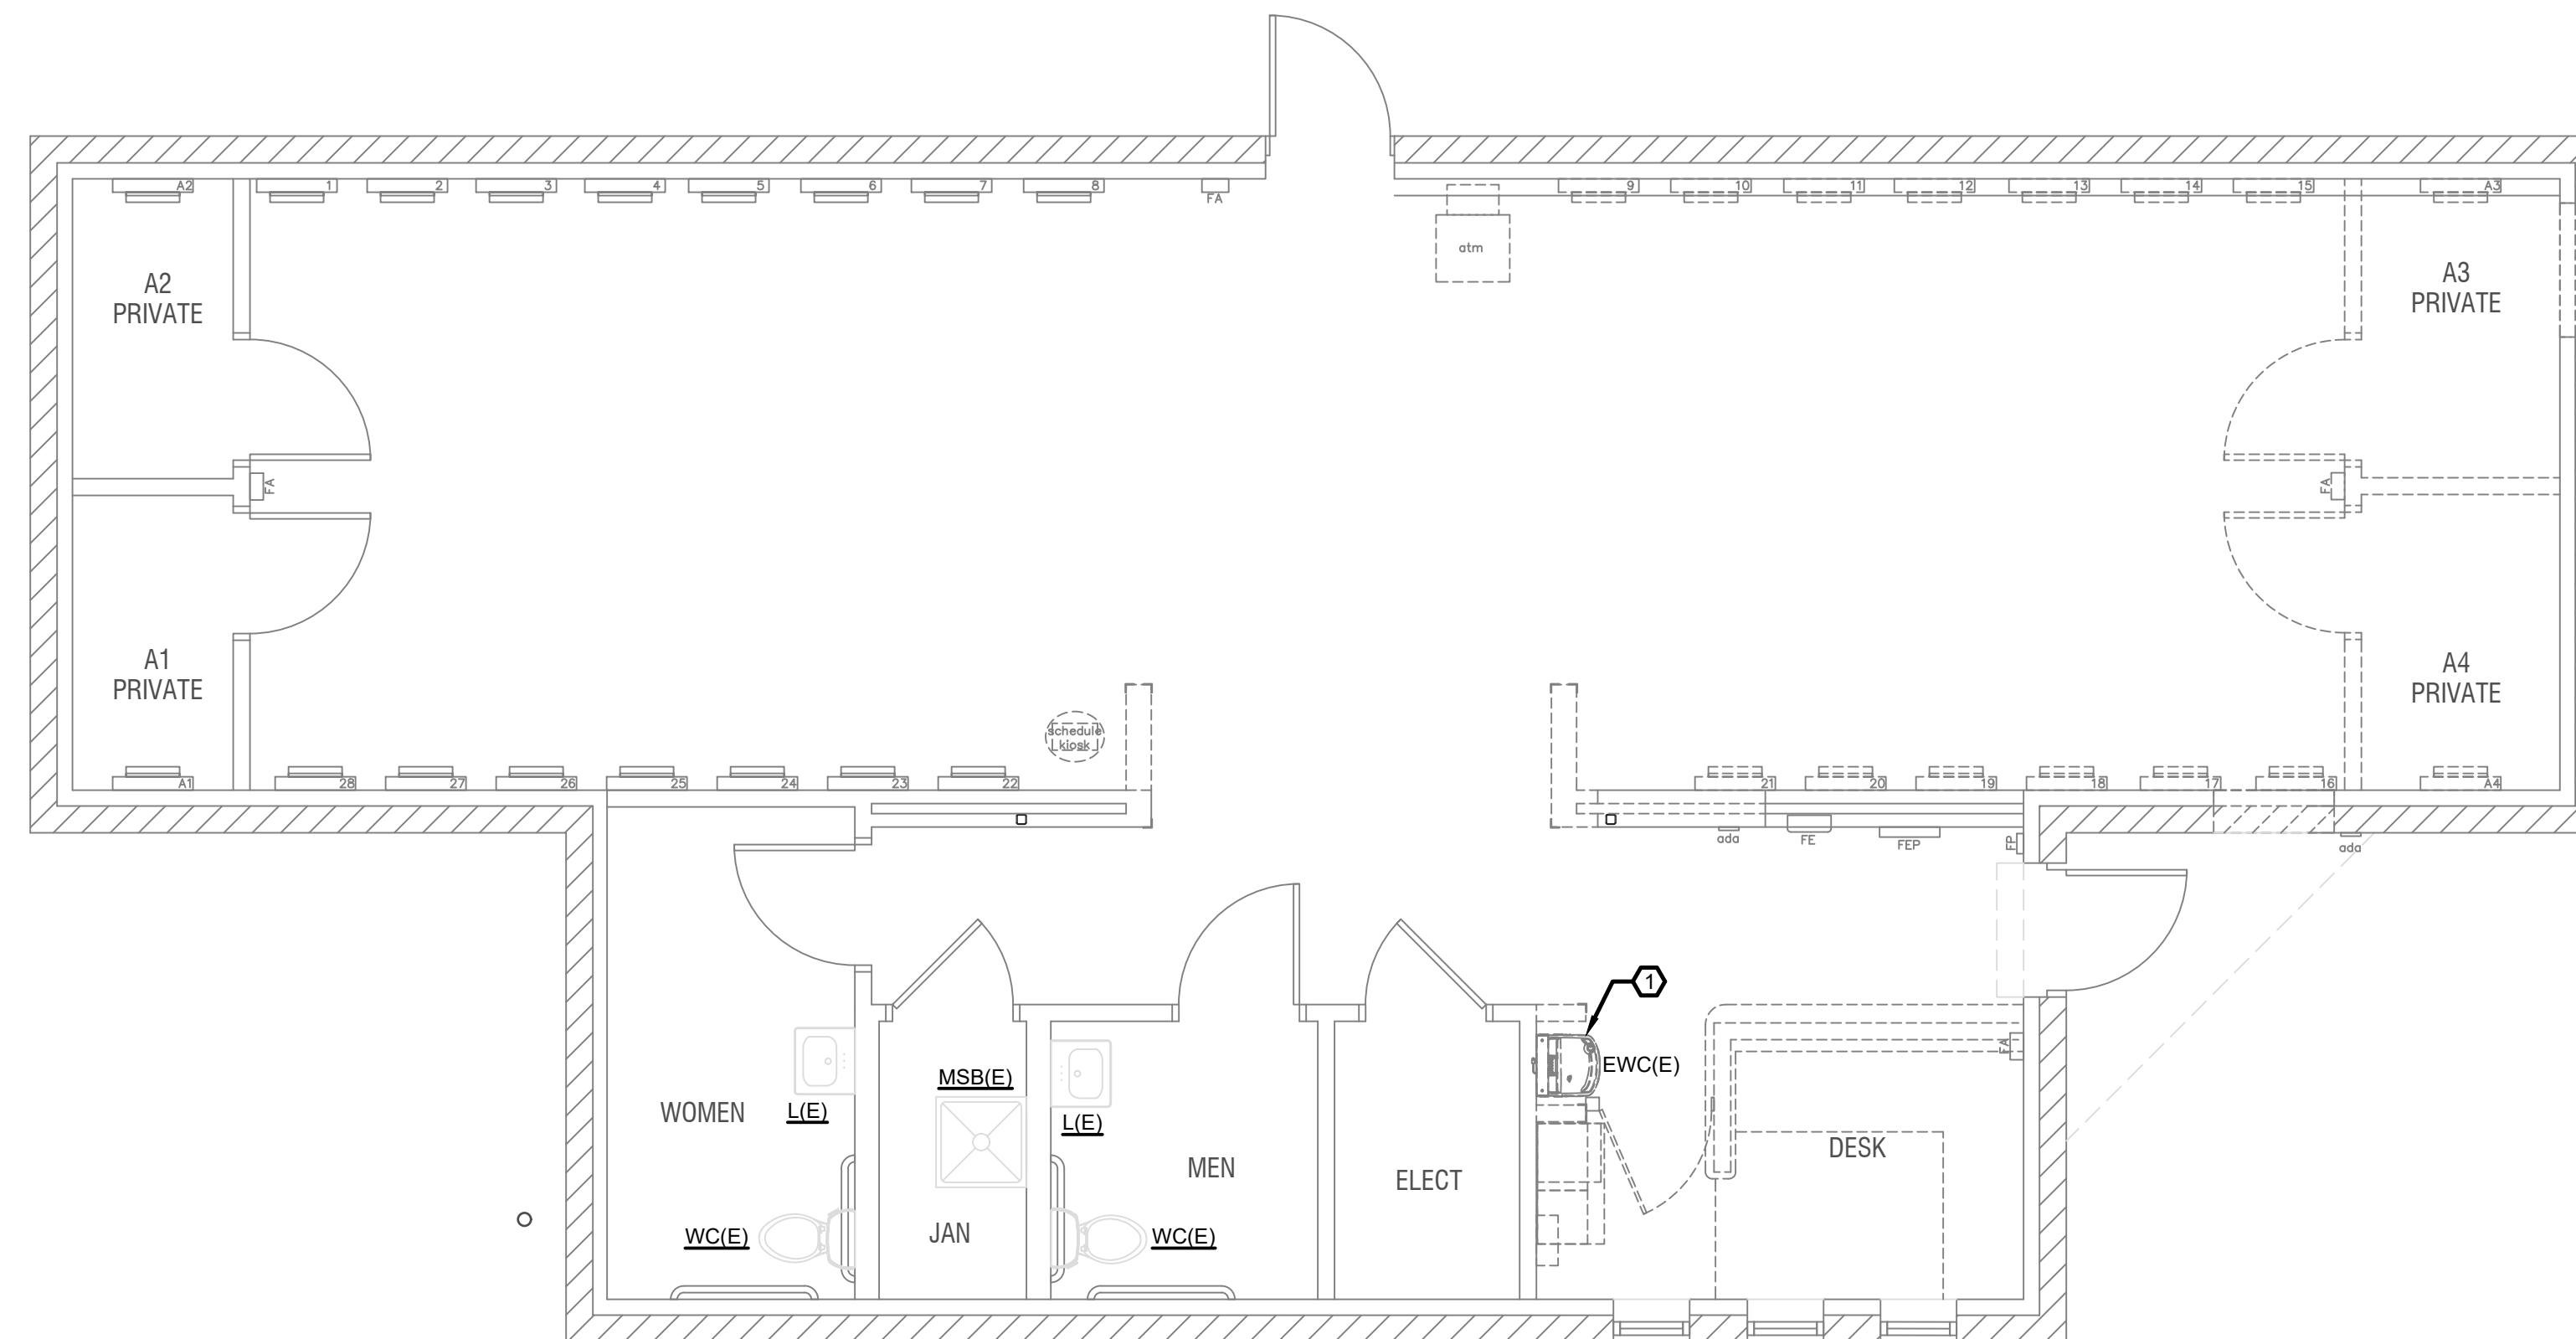 A2
1
2
3
4
5
6
7
8
FA
9
10
11
12
13
14
15
A3
atm
A2
PRIVATE
A3
PRIVATE
FA
FA
A1
PRIVATE
A4
PRIVATE
schedule
kiosk
A1
28
27
26
25
24
23
22
21
20
19
18
17
16
A4
ada
FE
FEP
FP
ada
1
EWC(E)
FA
MSB(E)
L(E)
L(E)
WOMEN
MEN
ELECT
DESK
WC(E)
JAN
WC(E)